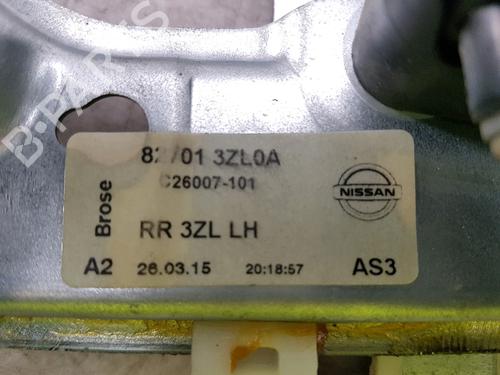 B-PARTS
82701 3ZL0A
C26007-101
Brose
NISSAN
RR 3ZL LH
A2 26.03.15 20:18:57 AS3